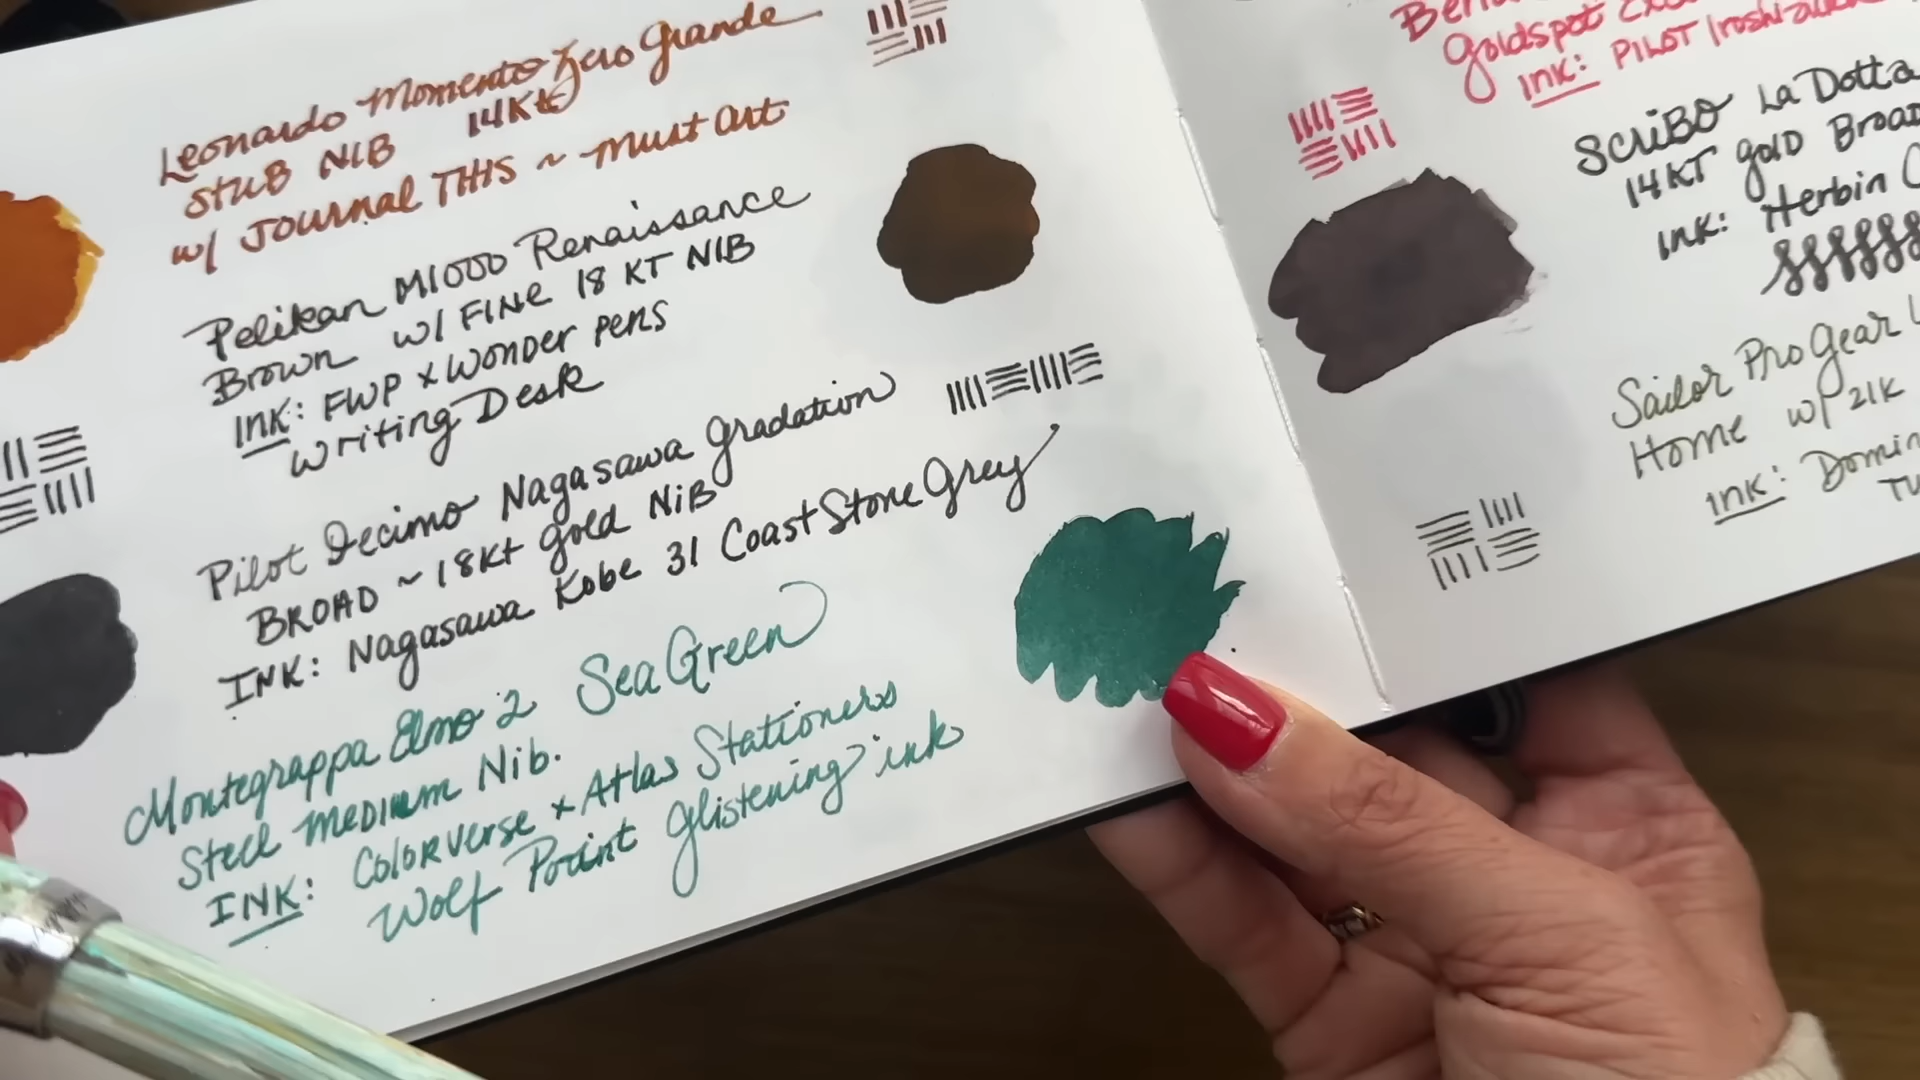 Leonardo Momento Zero Grande
STUB NIB 14Kt
w/ Journal THIS ~ Must Out
Pelikan M1000 Renaissance
Brown w/ FINE 18 KT NIB
INK: FWP x Wonder Pens
Writing Desk
Pilot Decimo Nagasawa Gradation
BROAD ~ 18Kt gold NiB
INK: Nagasawa Kobe 31 Coast Stone Grey
Montegrappa Elmo 2 Sea Green
Steel Medium Nib.
INK: Colorverse x Atlas Stationers
Wolf Point glistening ink
Goldspot
INK: PILOT Iroshizuku
SCRIBO La Dotta
14KT gold Broad
INK: Herbin
Sailor Pro Gear
Home w/ 21K
INK: